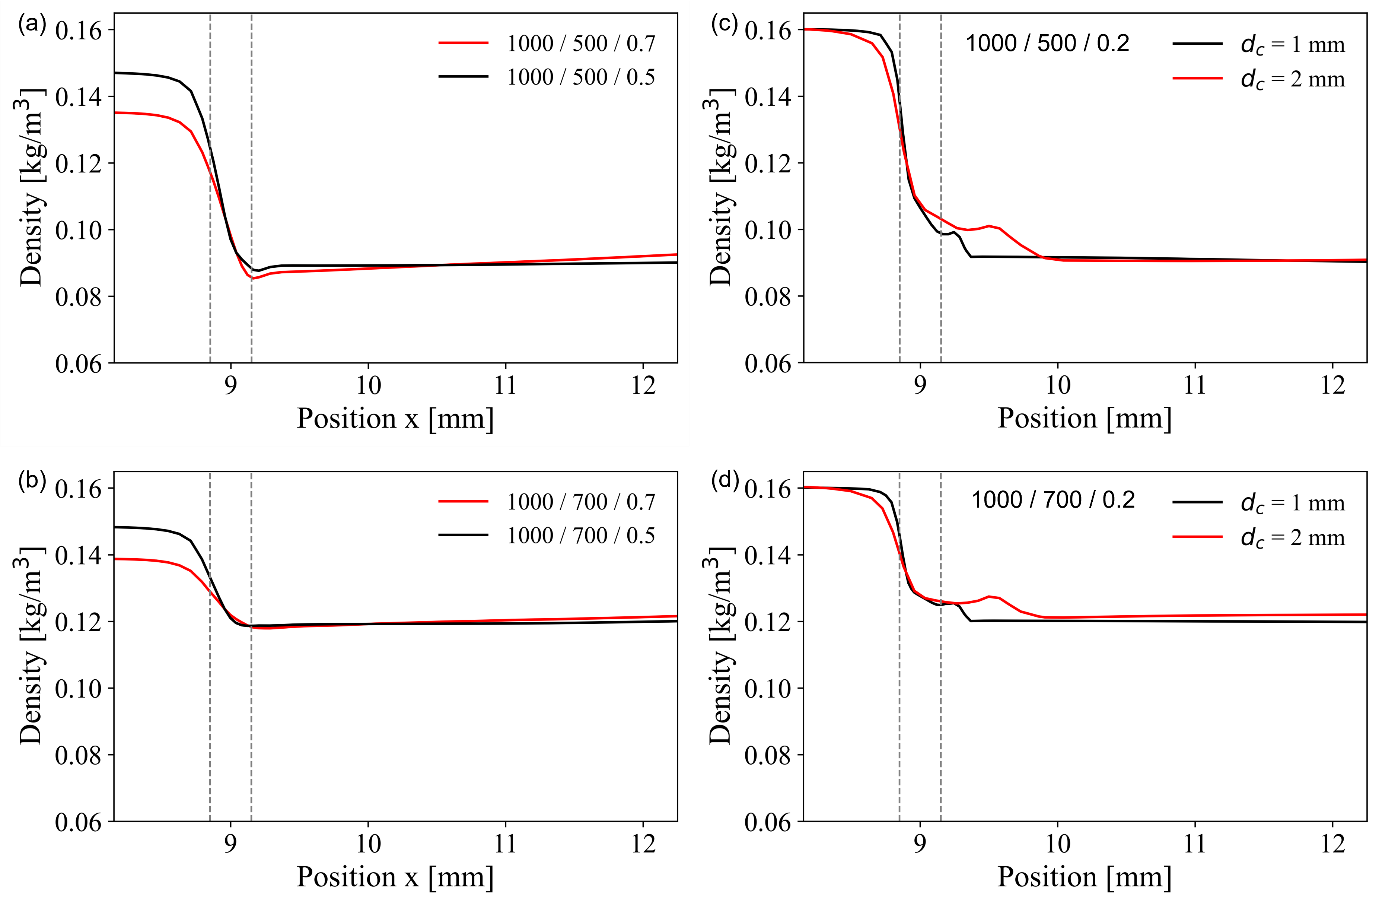 (a)
1000 / 500 / 0.7
1000 / 500 / 0.5
0.16
0.14
0.12
0.10
0.08
0.06
Density [kg/m³]
9
10
11
12
Position x [mm]
(c)
1000 / 500 / 0.2
d_c = 1 mm
d_c = 2 mm
0.16
0.14
0.12
0.10
0.08
0.06
Density [kg/m³]
9
10
11
12
Position [mm]
(b)
1000 / 700 / 0.7
1000 / 700 / 0.5
0.16
0.14
0.12
0.10
0.08
0.06
Density [kg/m³]
9
10
11
12
Position x [mm]
(d)
1000 / 700 / 0.2
d_c = 1 mm
d_c = 2 mm
0.16
0.14
0.12
0.10
0.08
0.06
Density [kg/m³]
9
10
11
12
Position [mm]